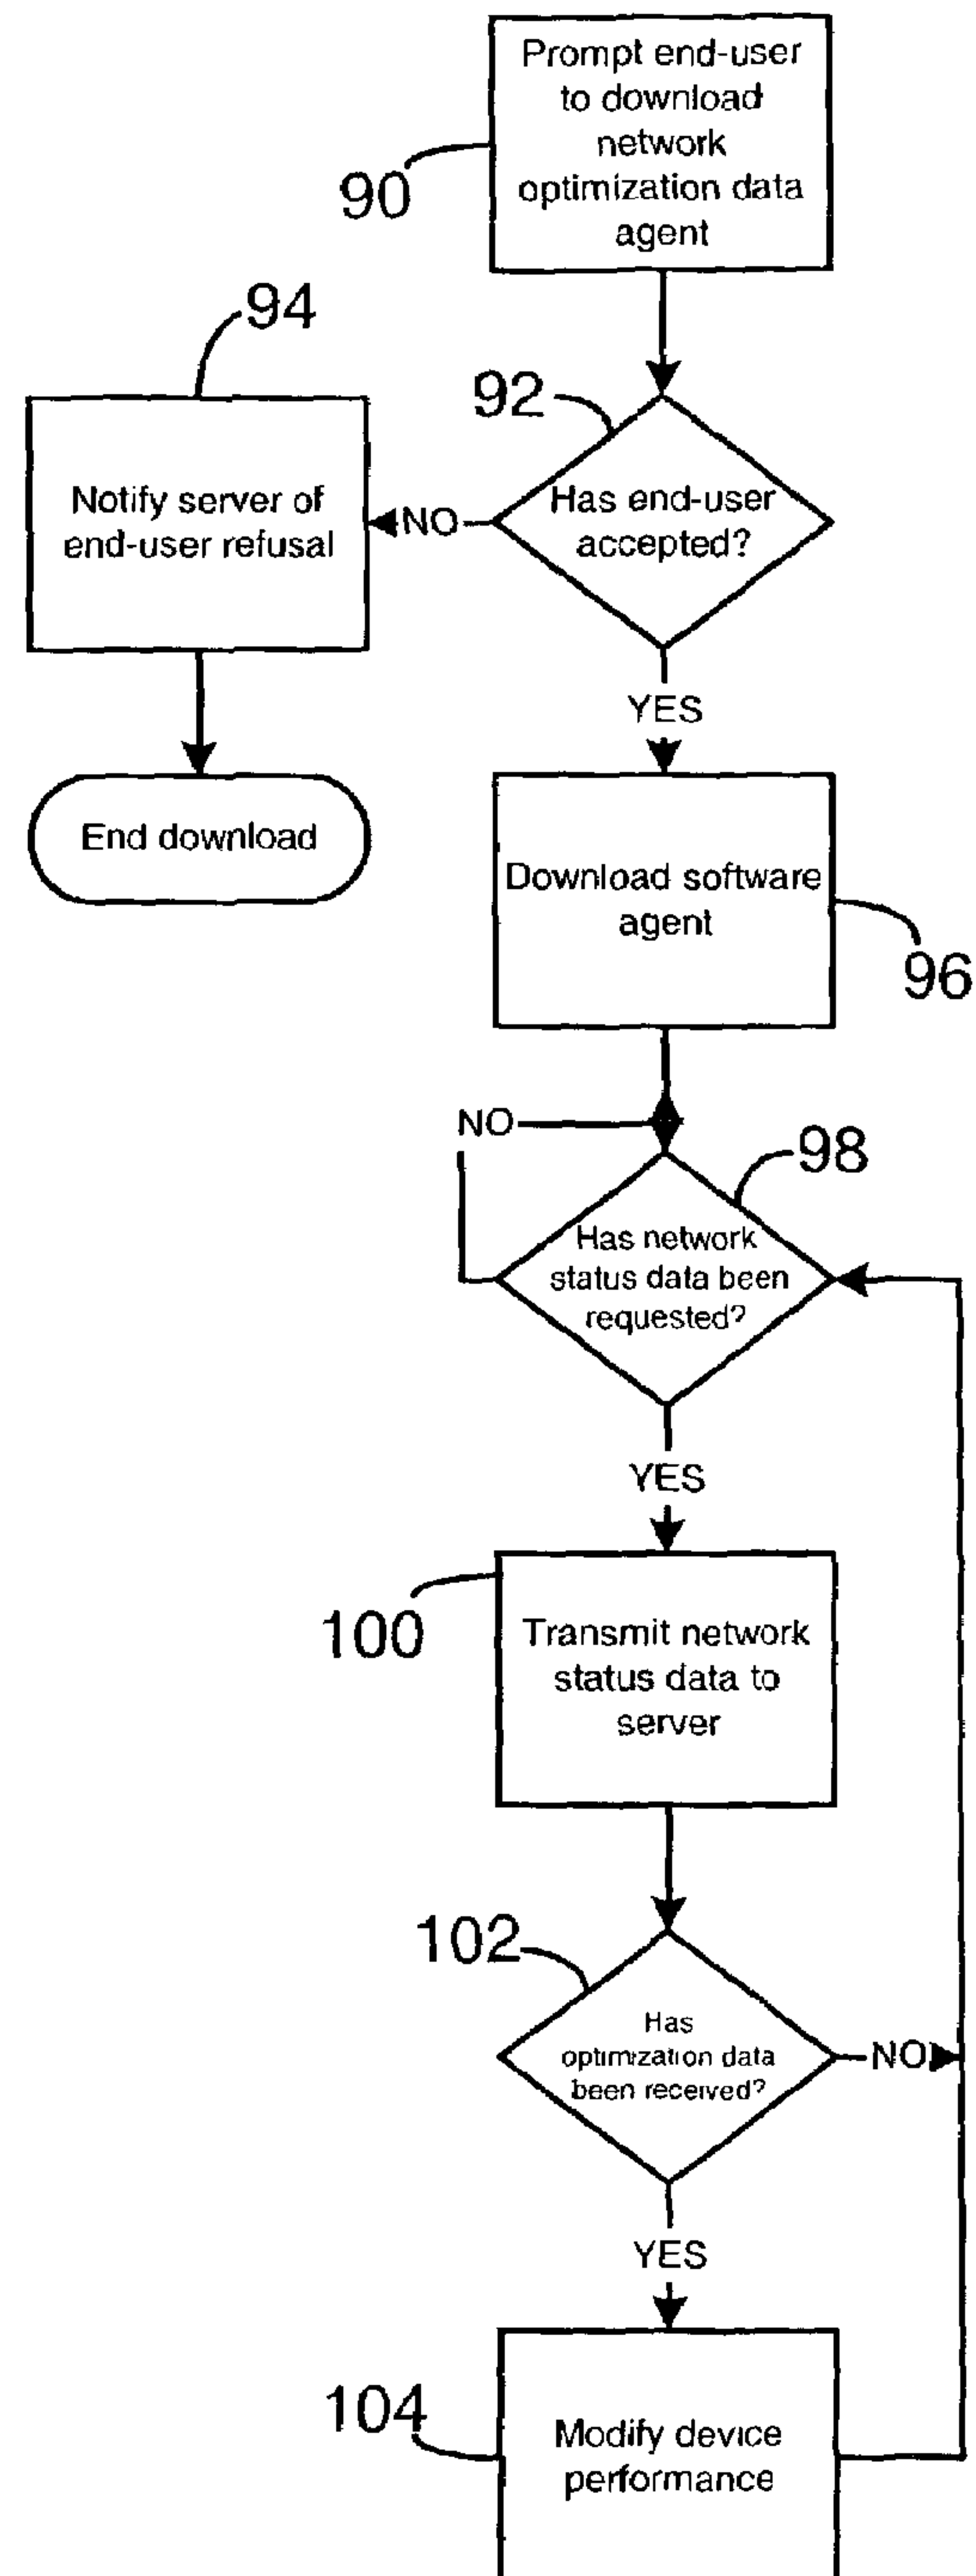 Prompt end-user
to download
network
optimization data
agent
90
94
92
Has end-user
accepted?
NO
Notify server of
end-user refusal
YES
End download
Download software
agent
96
NO
98
Has network
status data been
requested?
YES
100
Transmit network
status data to
server
102
Has
optimization data
been received?
NO
YES
104
Modify device
performance